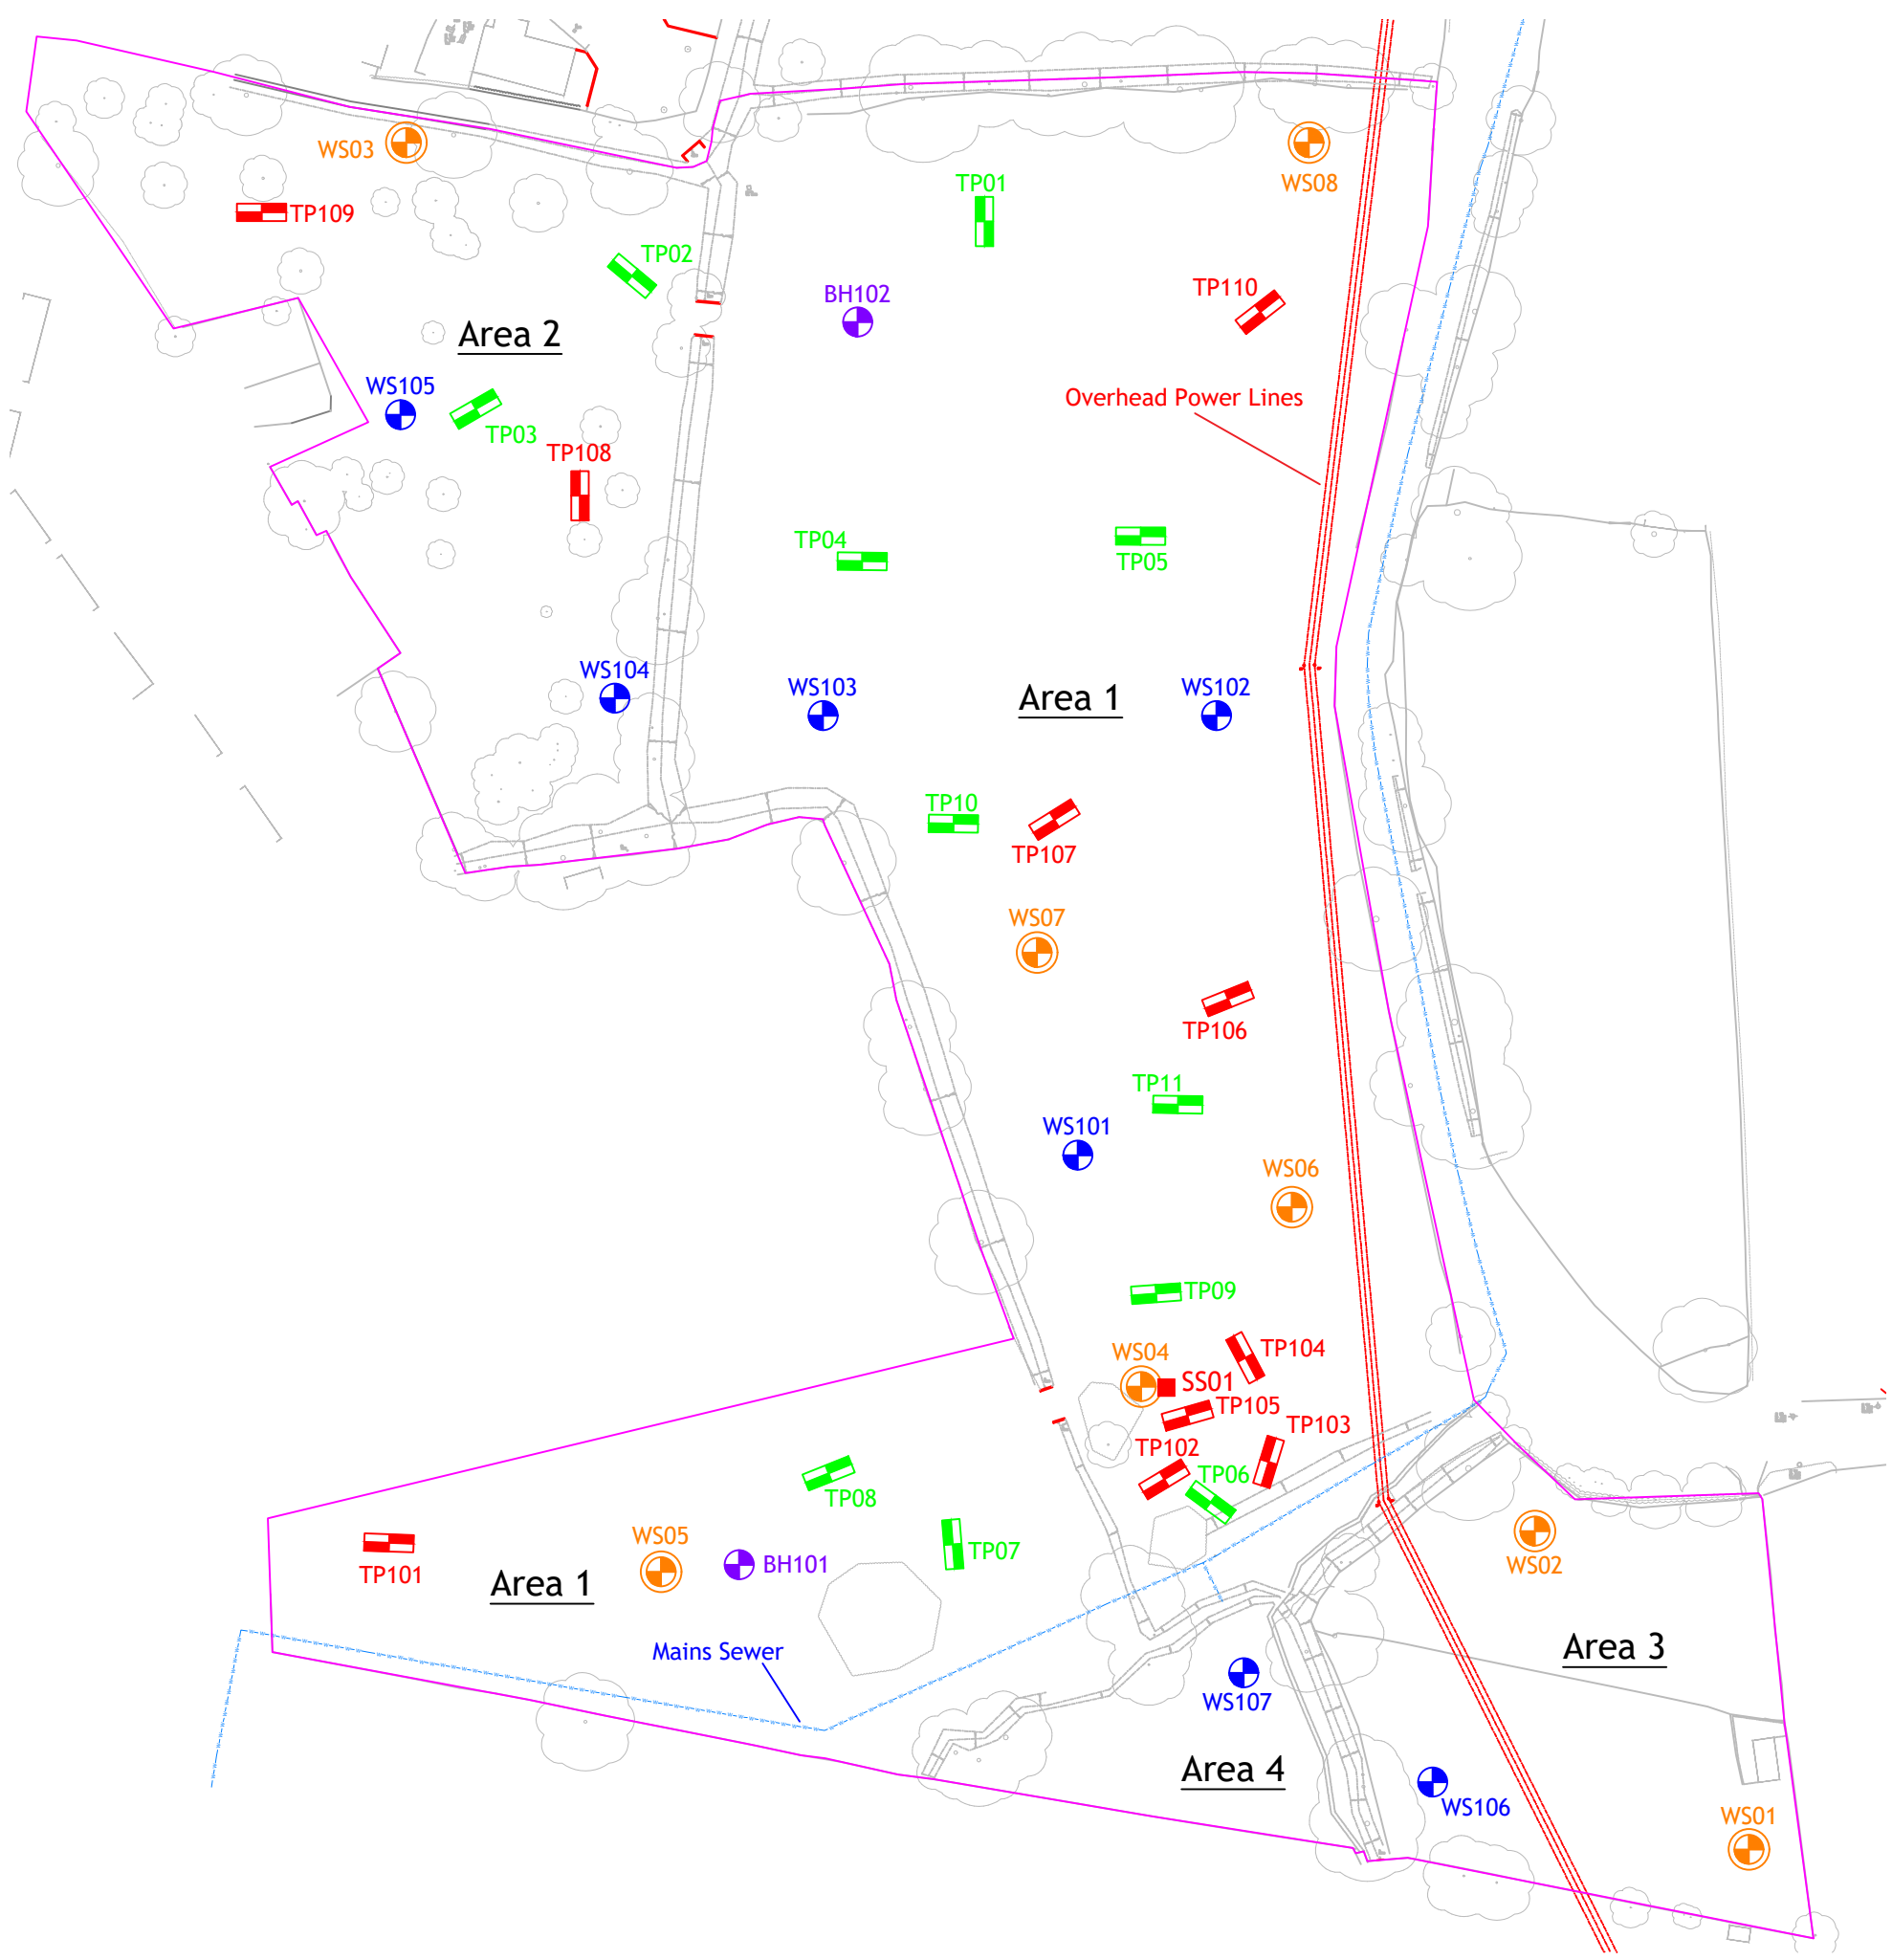 WS03
WS08
TP01
TP109
TP02
TP110
BH102
Area 2
WS105
Overhead Power Lines
TP03
TP108
TP04
TP05
WS104
WS103
Area 1
WS102
TP10
TP107
WS07
TP106
TP11
WS101
WS06
TP09
WS04
TP104
SS01
TP105
TP103
TP102
TP06
TP08
WS05
TP07
BH101
TP101
Area 1
WS02
Mains Sewer
Area 3
WS107
Area 4
WS106
WS01